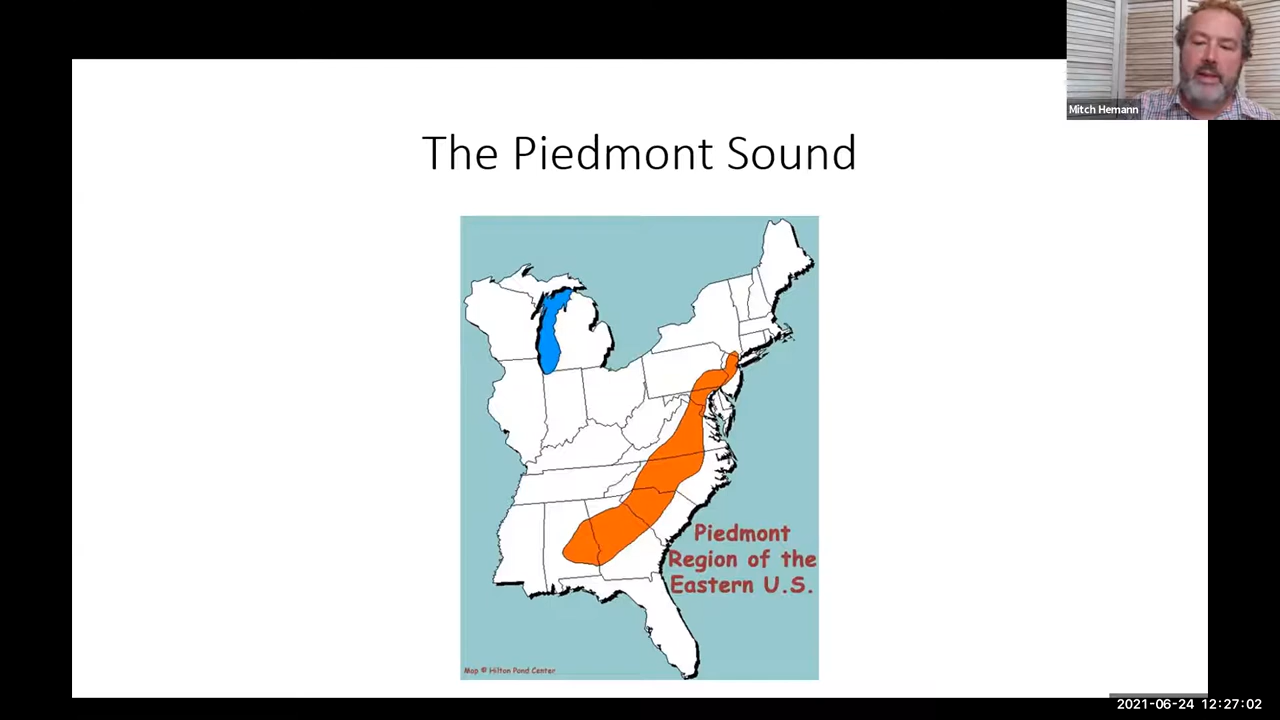 Mitch Hemann
The Piedmont Sound
Piedmont
Region of the
Eastern U.S.
Map © Hilton Pond Center
2021-06-24 12:27:02